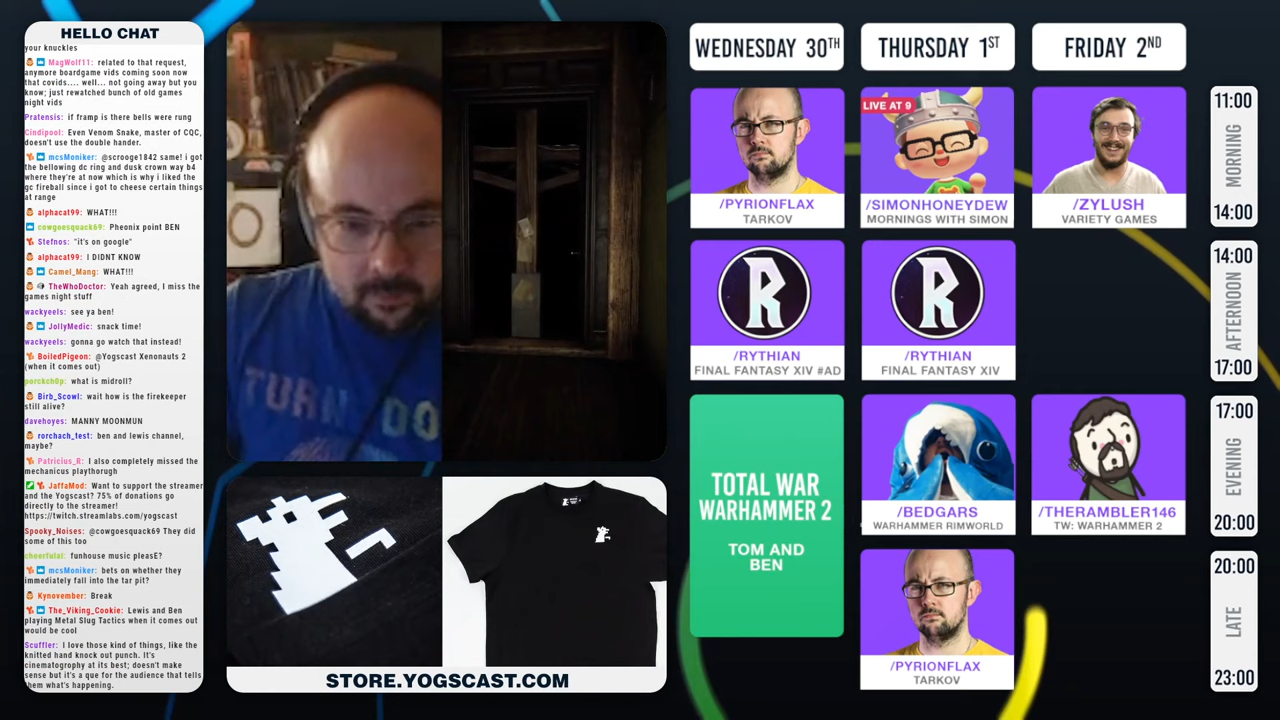 HELLO CHAT
your knuckles
MagWolf11: related to that request,
anymore boardgame vids coming soon now
that covids.... well... not going away but you
know; just rewatched bunch of old games
night vids
Pratensis: if framp is there bells were rung
Cindipool: Even Venom Snake, master of CQC,
doesn't use the double hander.
mcsMoniker: @scrooge1842 same! i got
the bellowing dc ring and dusk crown way b4
where they're at now which is why i liked the
gc fireball since i got to cheese certain things
at range
alphacat99: WHAT!!!
cowgoesquack69: Pheonix point BEN
Stefnos: "it's on google"
alphacat99: I DIDNT KNOW
Camel_Mang: WHAT!!!
TheWhoDoctor: Yeah agreed, I miss the
games night stuff
wackyeels: see ya ben!
JollyMedic: snack time!
wackyeels: gonna go watch that instead!
BoiledPigeon: @Yogscast Xenonauts 2
(when it comes out)
porckch0p: what is midroll?
Birb_Scowl: wait how is the firekeeper
still alive?
davehoyes: MANNY MOONMUN
rorchach_test: ben and lewis channel,
maybe?
Patricius_R: I also completely missed the
mechanicus playthorugh
JaffaMod: Want to support the streamer
and the Yogscast? 75% of donations go
directly to the streamer!
https://twitch.streamlabs.com/yogscast
Spooky_Noises: @cowgoesquack69 They did
some of this too
cheerfulal: funhouse music pleasE?
mcsMoniker: bets on whether they
immediately fall into the tar pit?
Kynovember: Break
The_Viking_Cookie: Lewis and Ben
playing Metal Slug Tactics when it comes out
would be cool
Scuffler: I love those kind of things, like the
knitted hand knock out punch. It's
cinematogrophy at its best; doesn't make
sense but it's a que for the audience that tells
them what's happening.
STORE.YOGSCAST.COM
WEDNESDAY 30TH
THURSDAY 1ST
FRIDAY 2ND
/PYRIONFLAX
TARKOV
LIVE AT 9
/SIMONHONEYDEW
MORNINGS WITH SIMON
/ZYLUSH
VARIETY GAMES
11:00
MORNING
14:00
R
/RYTHIAN
FINAL FANTASY XIV #AD
R
/RYTHIAN
FINAL FANTASY XIV
14:00
AFTERNOON
17:00
TOTAL WAR
WARHAMMER 2
TOM AND
BEN
/BEDGARS
WARHAMMER RIMWORLD
/THERAMBLER146
TW: WARHAMMER 2
17:00
EVENING
20:00
/PYRIONFLAX
TARKOV
20:00
LATE
23:00